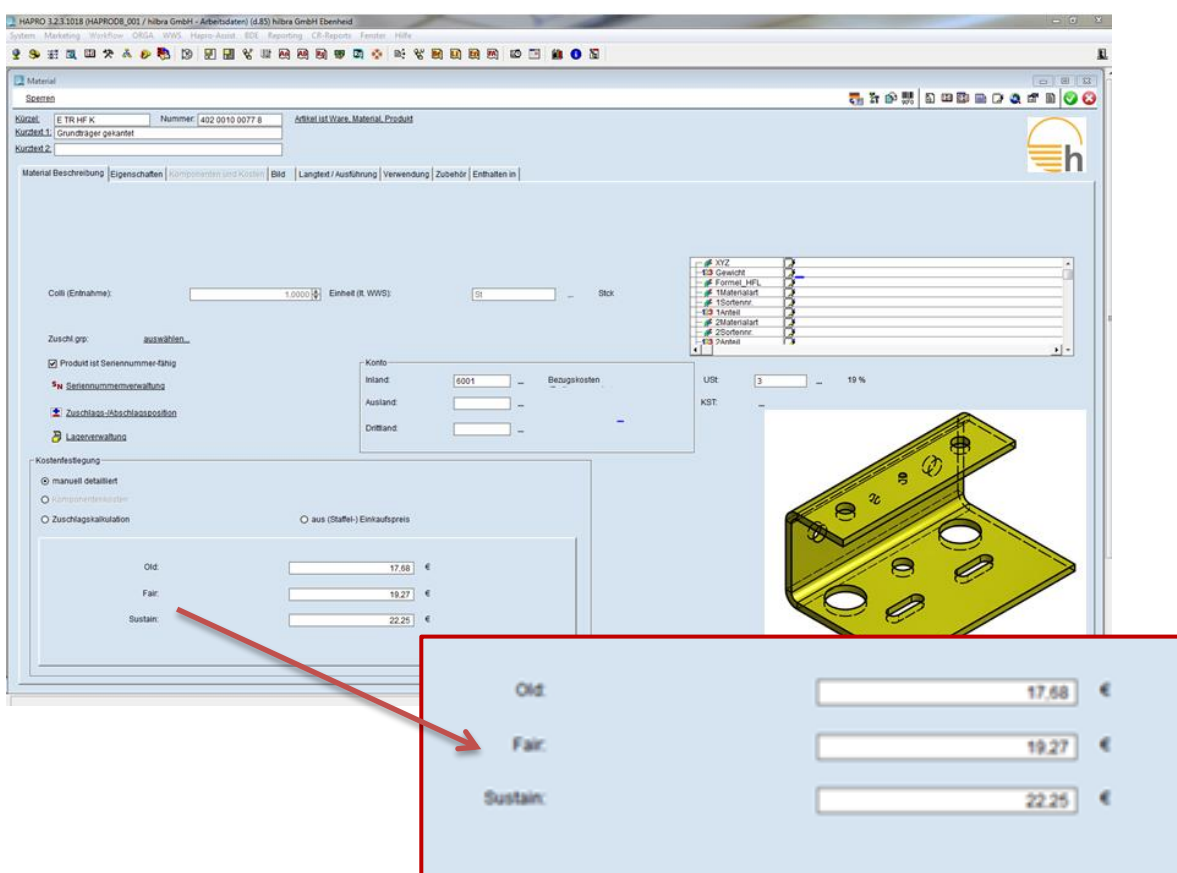 HAPRO 3.2.3.1018 (HAPRODB_001 / hilbra GmbH - Arbeitsdaten) (d.85) hilbra GmbH Ebenheid
System Marketing Workflow ORGA WWS Hapro-Assist BDE Reporting CR-Reports Fenster Hilfe
Material
Sperren
Kürzel: E TR HF K Nummer: 402 0010 0077 8 Artikel ist Ware, Material, Produkt
Kurztext 1: Grundträger gekantet
Kurztext 2:
h
Material Beschreibung Eigenschaften Komponenten und Kosten Bild Langtext / Ausführung Verwendung Zubehör Enthalten in
XYZ
Gewicht
Formel_HFL
1Materialart
1Sortennr.
1Anteil
2Materialart
2Sortennr.
2Anteil
Colli (Entnahme): 1.0000 Einheit (lt. WWS): St ... Stck
Zuschl.grp: auswählen...
Produkt ist Seriennummer-fähig
SN Seriennummernverwaltung
Zuschlags-/Abschlagsposition
Lagerverwaltung
Konto
Inland: 6001 ... Bezugskosten USt: 3 ... 19 %
Ausland: ... KST: ...
Drittland: ...
Kostenfestlegung
manuell detailliert
Komponentenkosten
Zuschlagskalkulation aus (Staffel-) Einkaufspreis
Old: 17,68 €
Fair: 19,27 €
Sustain: 22,25 €
Old: 17,68 €
Fair: 19,27 €
Sustain: 22,25 €